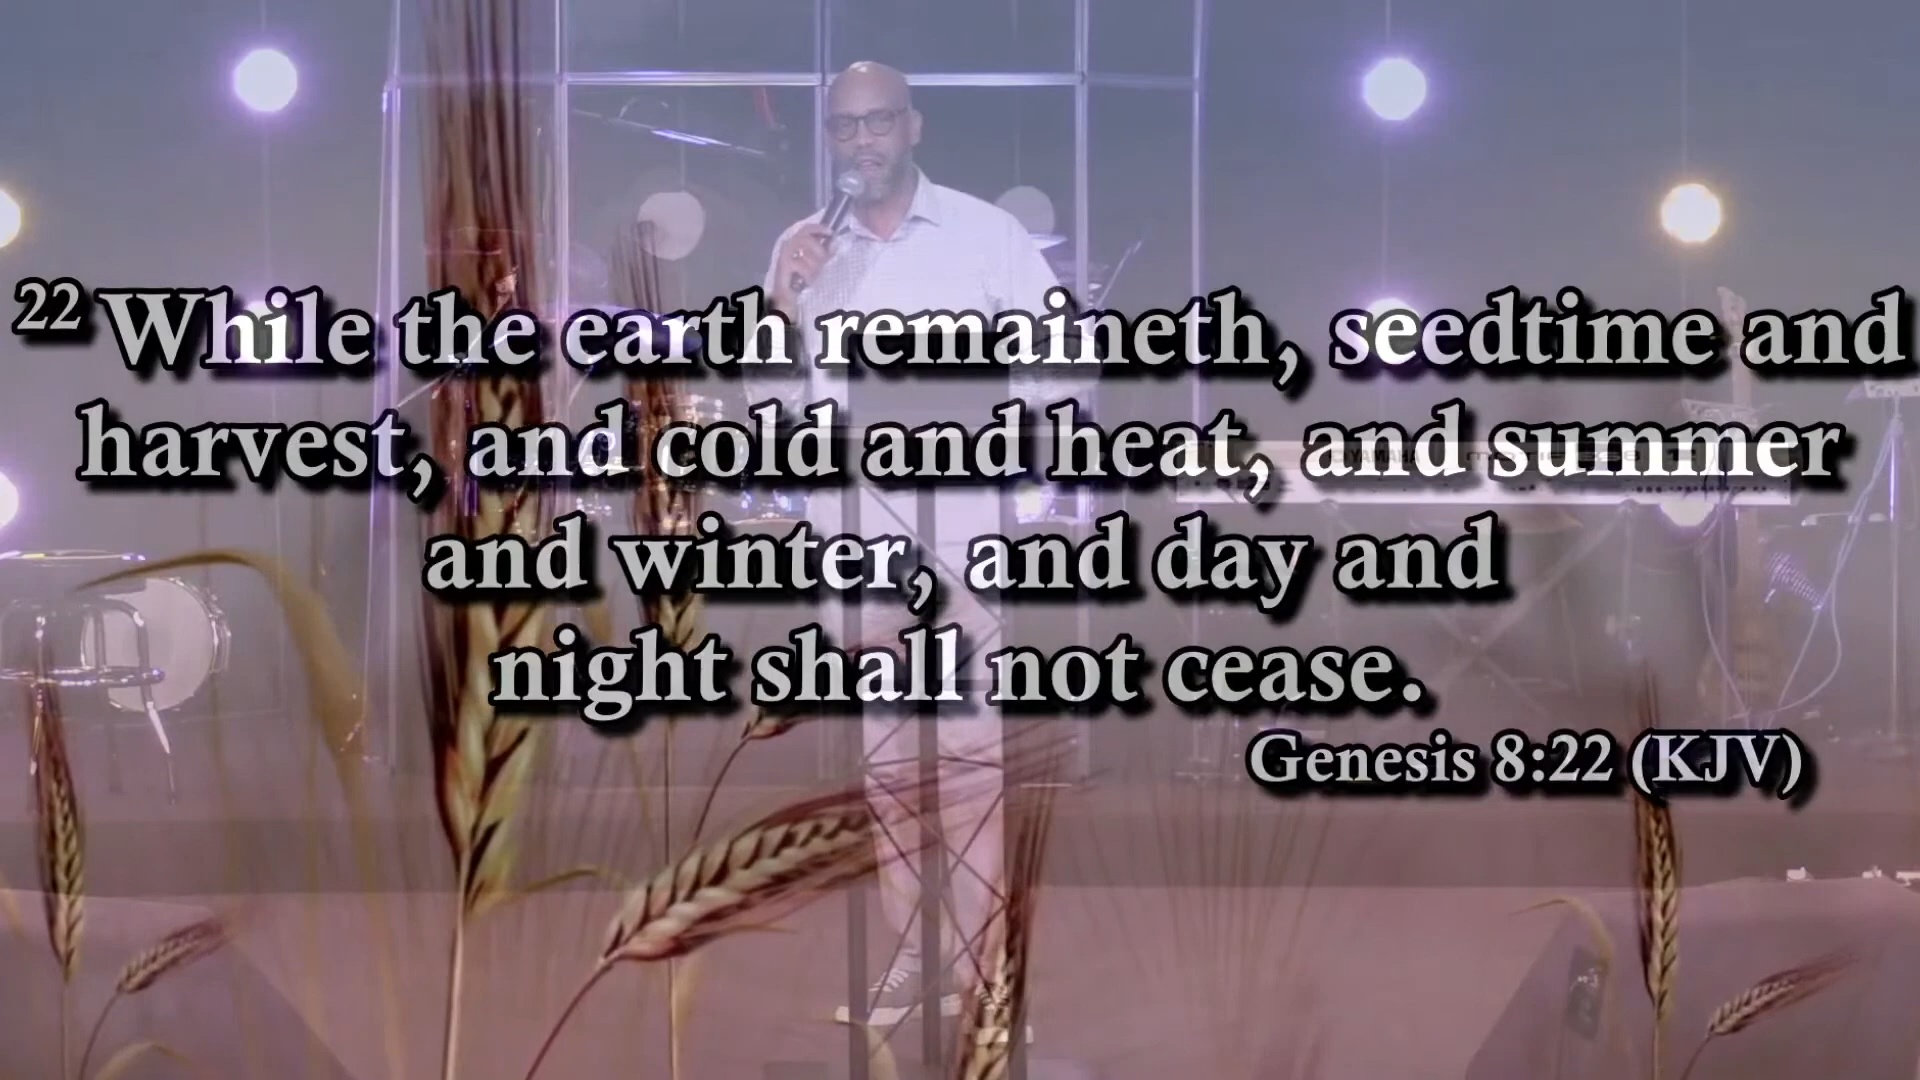 22 While the earth remaineth, seedtime and
harvest, and cold and heat, and summer
and winter, and day and
night shall not cease.
Genesis 8:22 (KJV)
YAMAHA